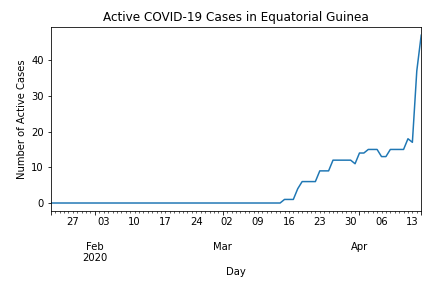 Active COVID-19 Cases in Equatorial Guinea
Number of Active Cases
40
30
20
10
0
27 03 10 17 24 02 09 16 23 30 06 13
Feb Mar Apr
2020
Day